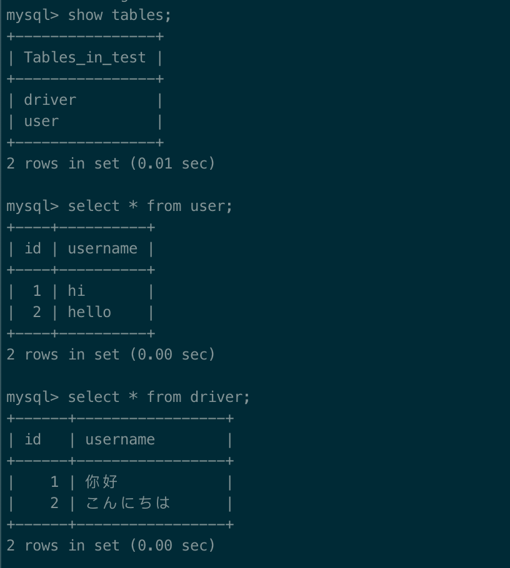 mysql> show tables;
+----------------+
| Tables_in_test |
+----------------+
| driver         |
| user           |
+----------------+
2 rows in set (0.01 sec)
mysql> select * from user;
+----+----------+
| id | username |
+----+----------+
|  1 | hi       |
|  2 | hello    |
+----+----------+
2 rows in set (0.00 sec)
mysql> select * from driver;
+------+-----------------+
| id   | username        |
+------+-----------------+
|    1 | 你好            |
|    2 | こんにちは      |
+------+-----------------+
2 rows in set (0.00 sec)